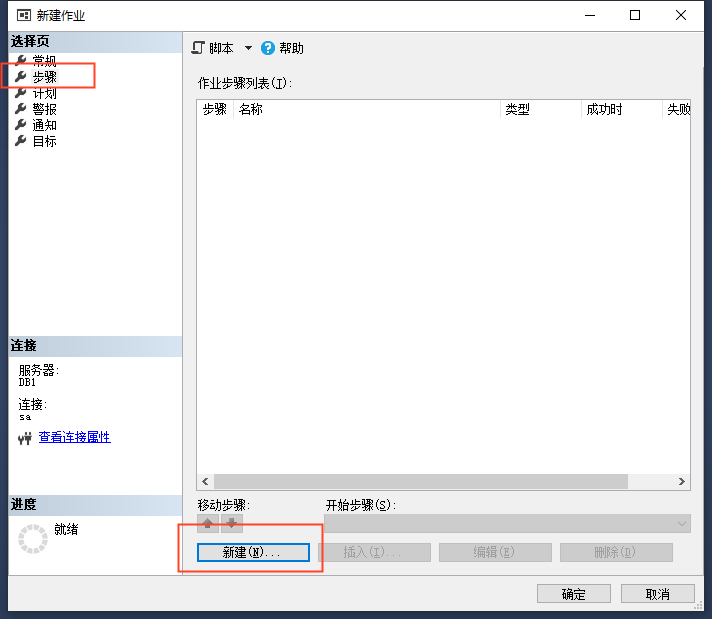 新建作业
选择页
常规
步骤
计划
警报
通知
目标
连接
服务器:
DB1
连接:
sa
查看连接属性
进度
就绪
脚本 帮助
作业步骤列表(I):
步骤 名称 类型 成功时 失败
移动步骤: 开始步骤(S):
新建(N)... 插入(I)... 编辑(E) 删除(D)
确定 取消